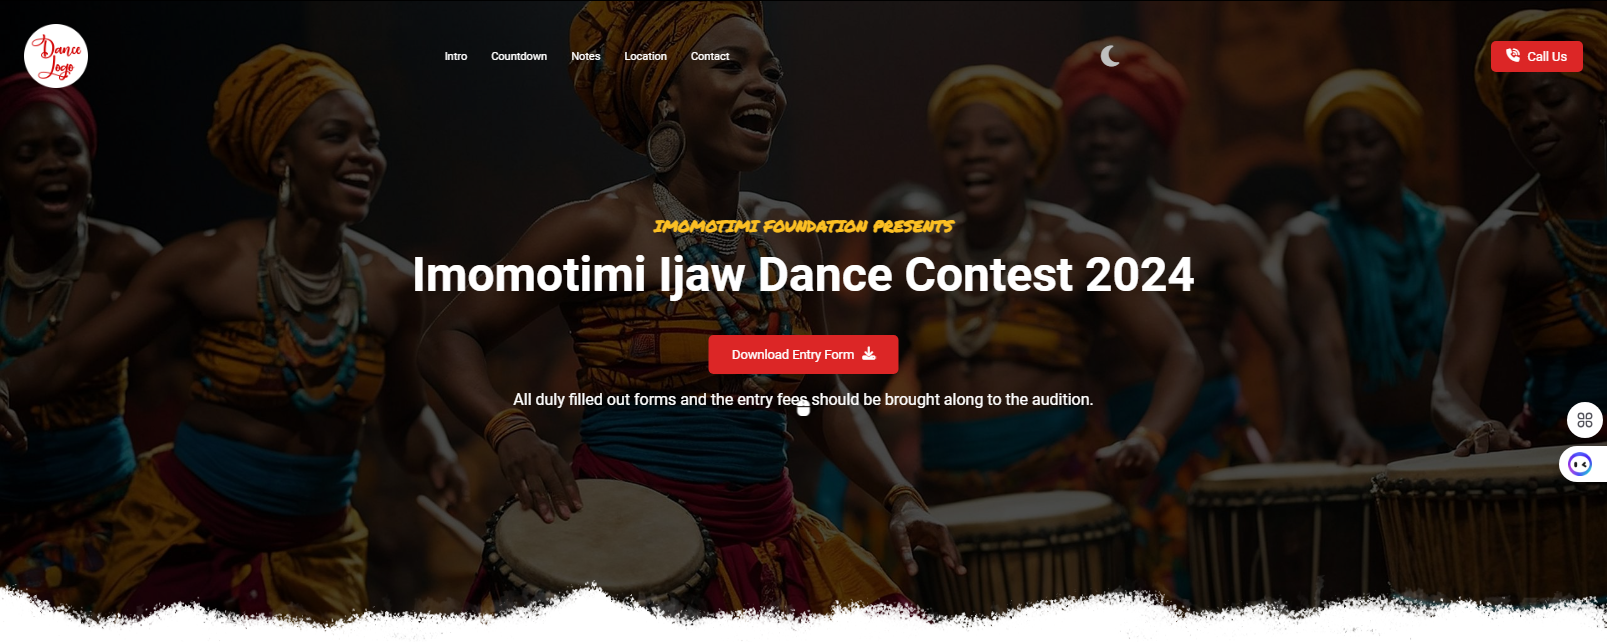 Dance
Logo
Intro
Countdown
Notes
Location
Contact
Call Us
IMOMOTIMI FOUNDATION PRESENTS
Imomotimi Ijaw Dance Contest 2024
Download Entry Form
All duly filled out forms and the entry fees should be brought along to the audition.